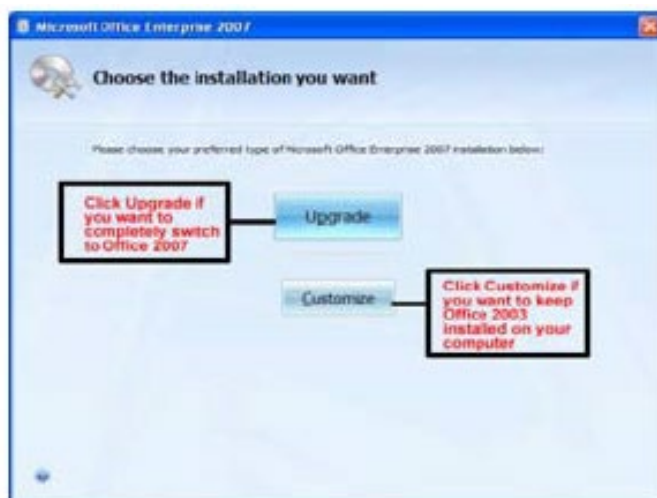 Microsoft Office Enterprise 2007
Choose the installation you want
Please choose your preferred type of Microsoft Office Enterprise 2007 installation below:
Click Upgrade if
you want to
completely switch
to Office 2007
Upgrade
Customize
Click Customize if
you want to keep
Office 2003
installed on your
computer